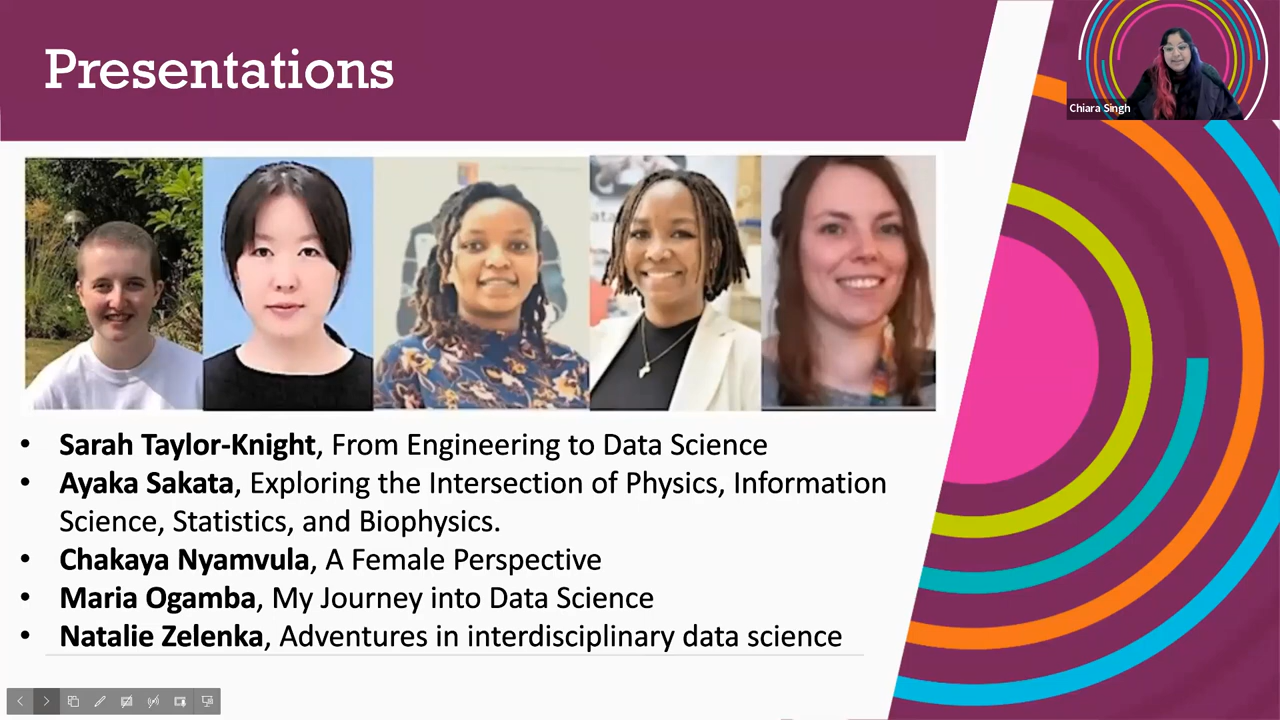 Presentations
Chiara Singh
• Sarah Taylor-Knight, From Engineering to Data Science
• Ayaka Sakata, Exploring the Intersection of Physics, Information
Science, Statistics, and Biophysics.
• Chakaya Nyamvula, A Female Perspective
• Maria Ogamba, My Journey into Data Science
• Natalie Zelenka, Adventures in interdisciplinary data science